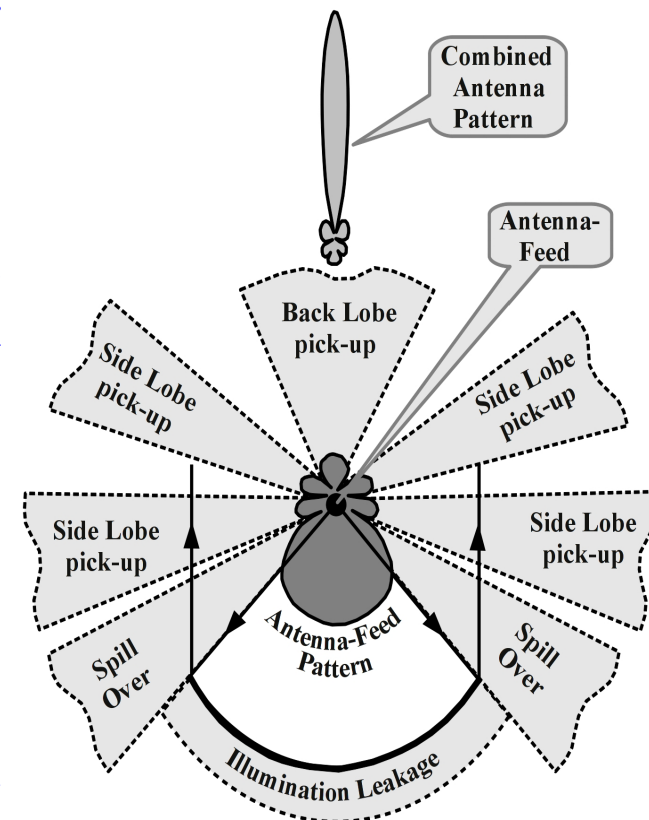 Combined
Antenna
Pattern
Antenna-
Feed
Back Lobe
pick-up
Side Lobe
pick-up
Side Lobe
pick-up
Side Lobe
pick-up
Side Lobe
pick-up
Antenna-Feed
Pattern
Spill
Over
Spill
Over
Illumination Leakage